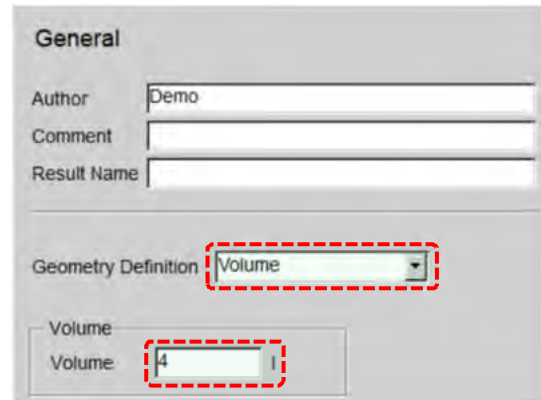 General
Author Demo
Comment
Result Name
Geometry Definition Volume
Volume
Volume 4 l